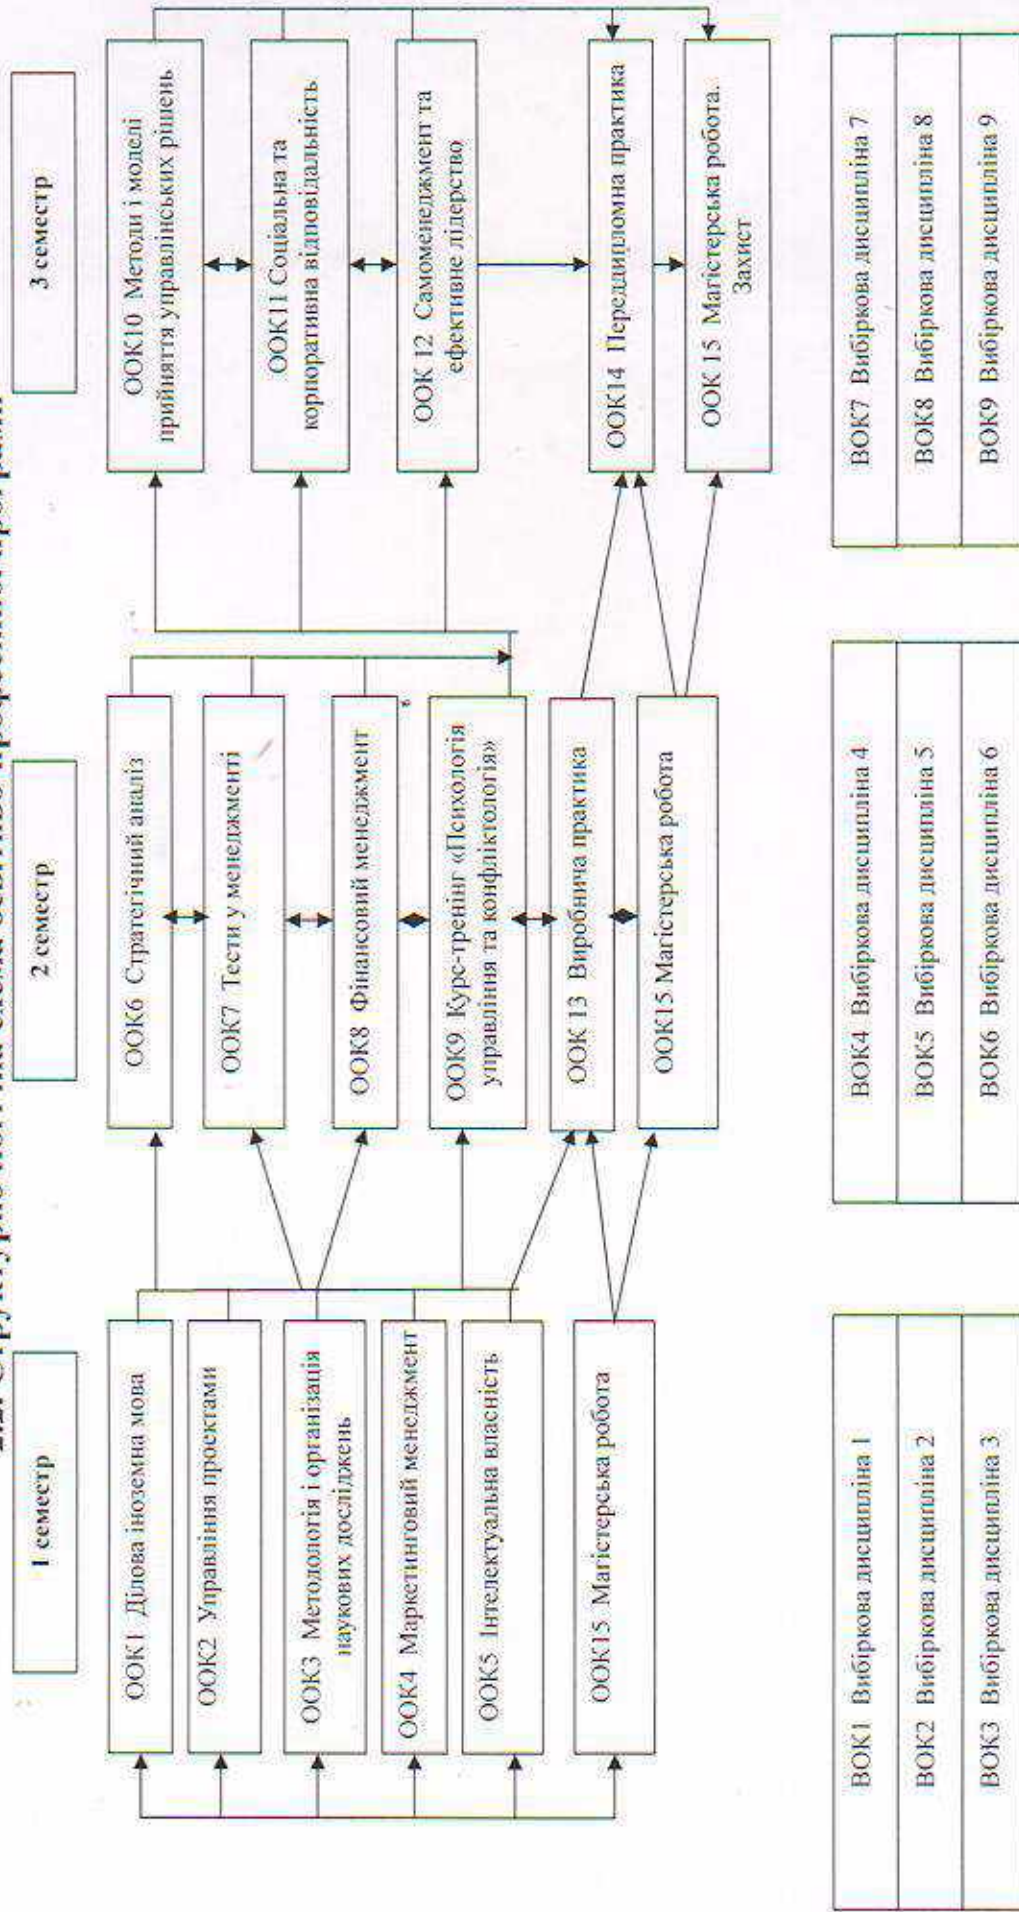 1 семестр
ООК1 Ділова іноземна мова
ООК2 Управління проектами
ООК3 Методологія і організація
наукових досліджень
ООК4 Маркетинговий менеджмент
ООК5 Інтелектуальна власність
ООК15 Магістерська робота
ВОК1 Вибіркова дисципліна 1
ВОК2 Вибіркова дисципліна 2
ВОК3 Вибіркова дисципліна 3
2 семестр
ООК6 Стратегічний аналіз
ООК7 Тести у менеджменті
ООК8 Фінансовий менеджмент
ООК9 Курс-тренінг «Психологія
управління та конфліктологія»
ООК 13 Виробнича практика
ООК15 Магістерська робота
ВОК4 Вибіркова дисципліна 4
ВОК5 Вибіркова дисципліна 5
ВОК6 Вибіркова дисципліна 6
3 семестр
ООК10 Методи і моделі
прийняття управлінських рішень
ООК11 Соціальна та
корпоративна відповідальність
ООК 12 Самоменеджмент та
ефективне лідерство
ООК14 Переддипломна практика
ООК 15 Магістерська робота.
Захист
ВОК7 Вибіркова дисципліна 7
ВОК8 Вибіркова дисципліна 8
ВОК9 Вибіркова дисципліна 9